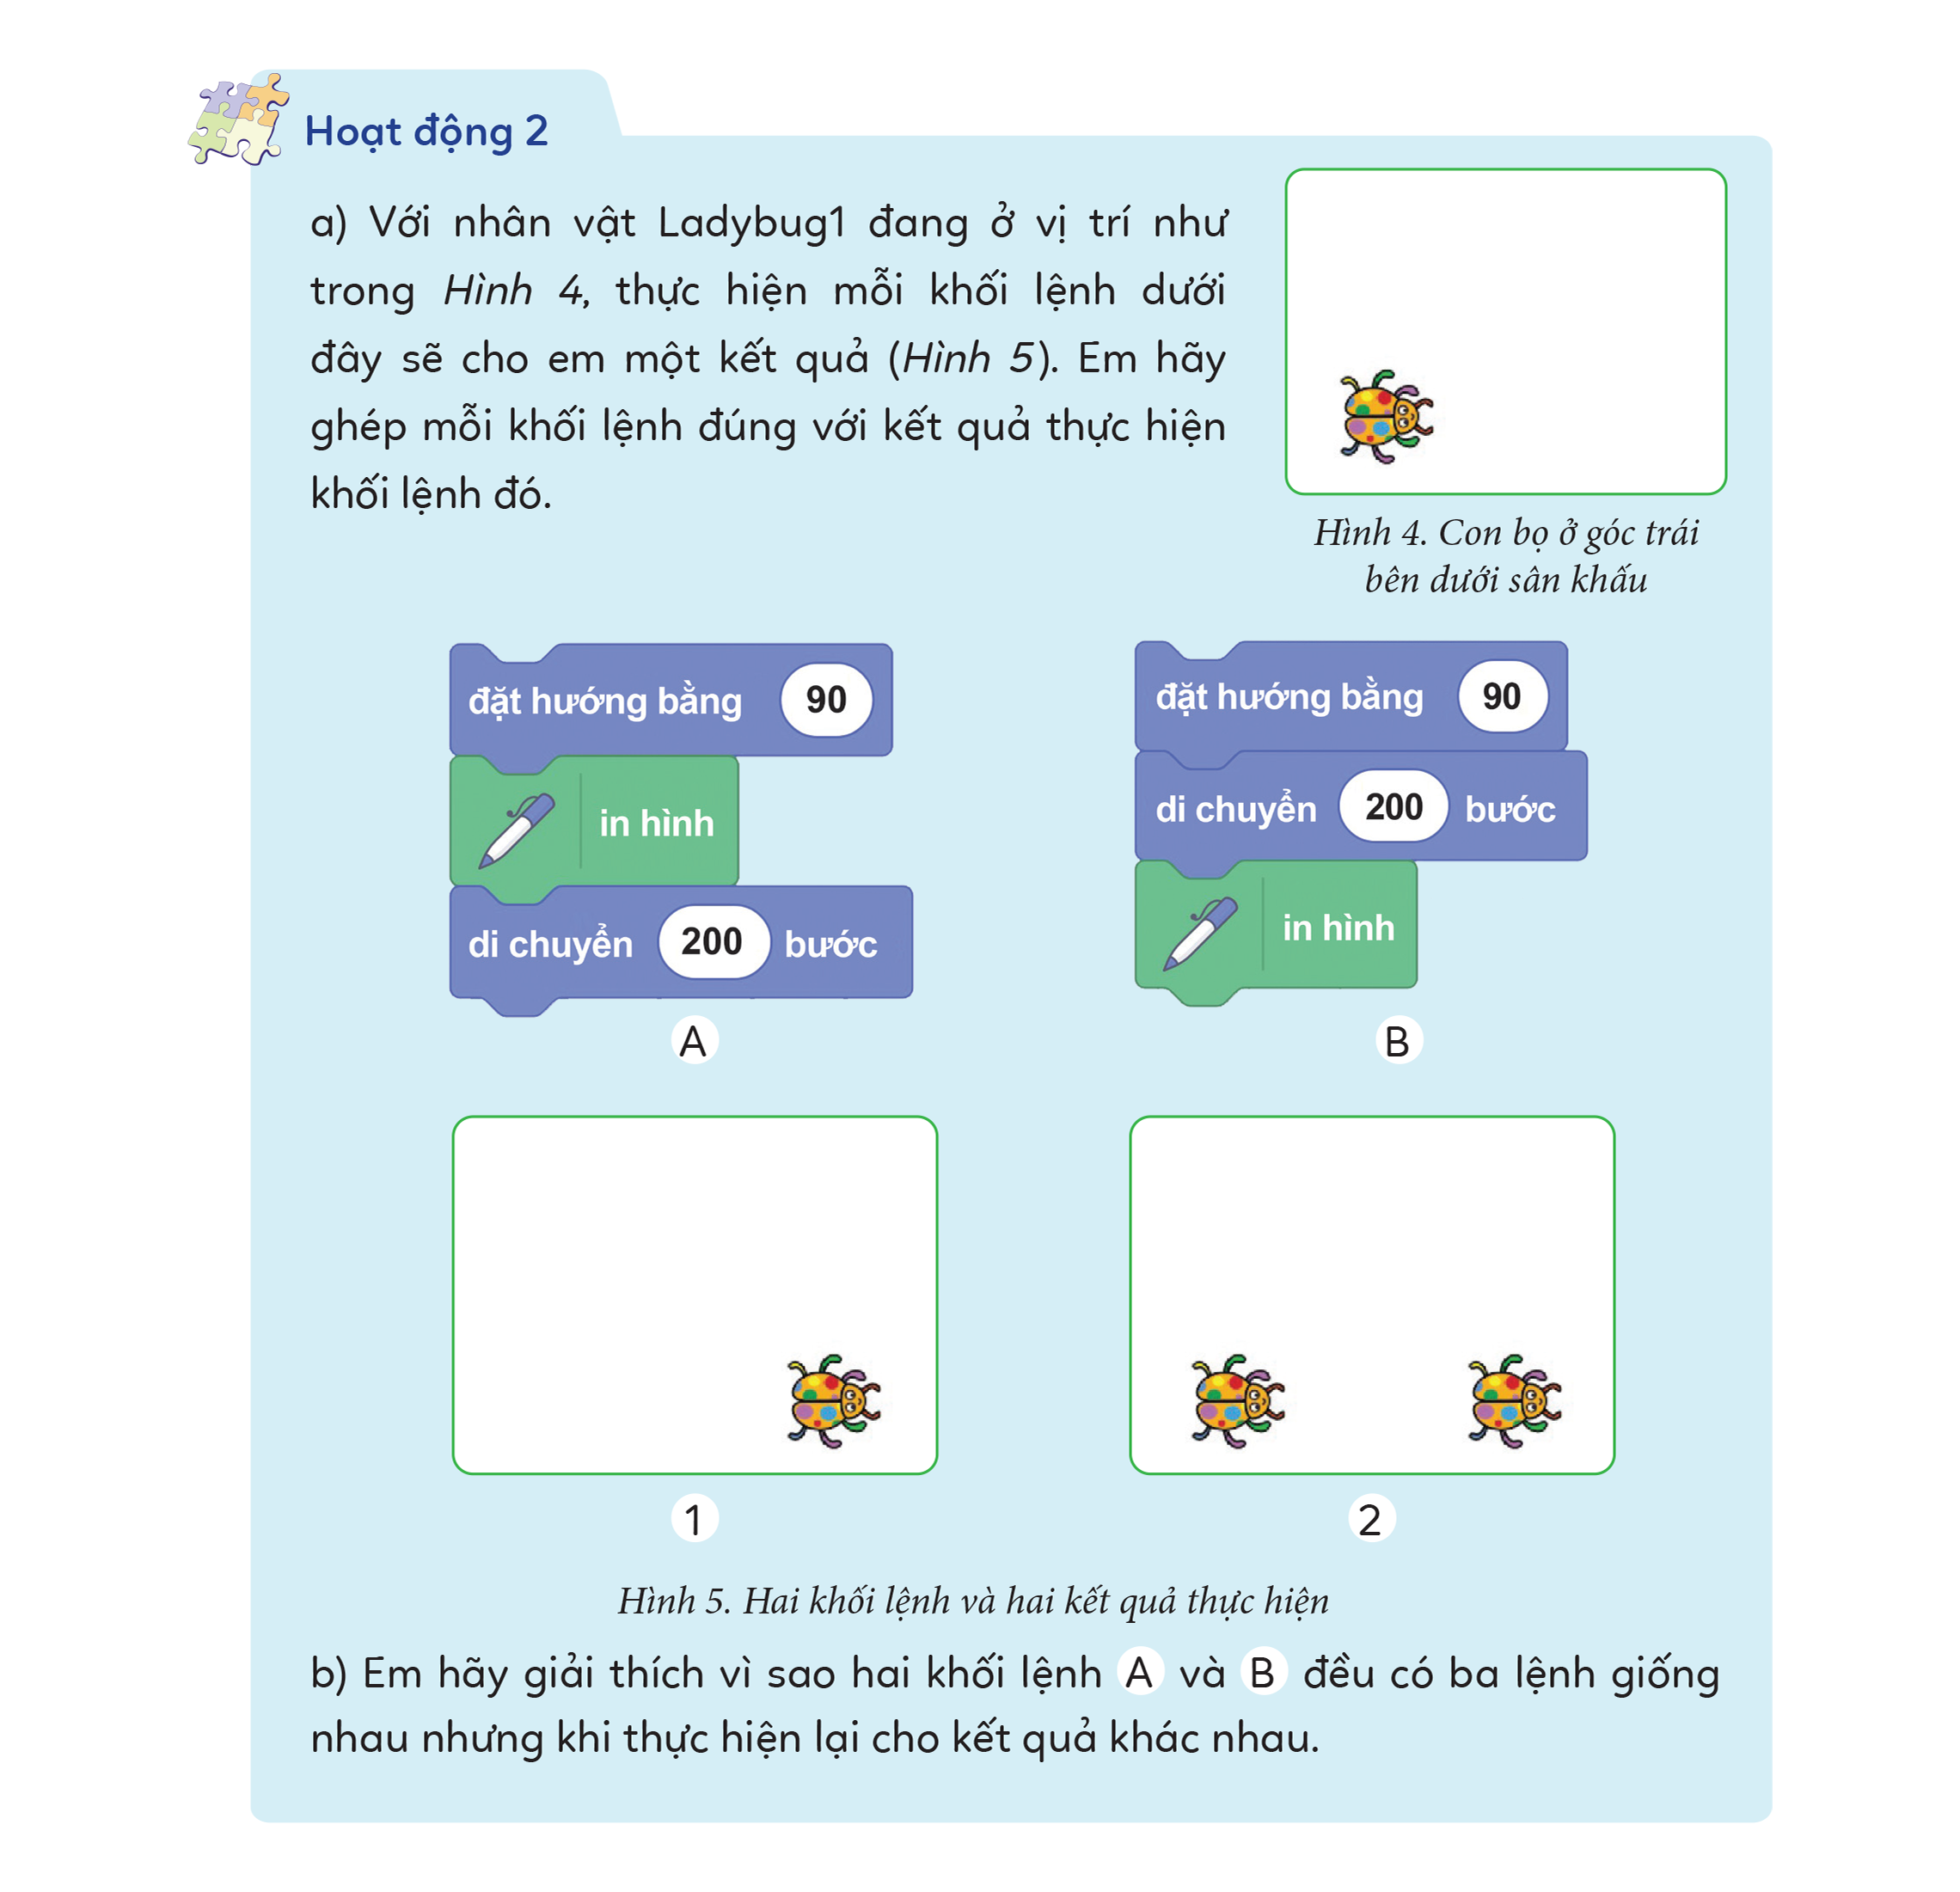 Hoạt động 2
a) Với nhân vật Ladybug1 đang ở vị trí như
trong Hình 4, thực hiện mỗi khối lệnh dưới
đây sẽ cho em một kết quả (Hình 5). Em hãy
ghép mỗi khối lệnh đúng với kết quả thực hiện
khối lệnh đó.
Hình 4. Con bọ ở góc trái
bên dưới sân khấu
đặt hướng bằng 90
in hình
di chuyển 200 bước
A
đặt hướng bằng 90
di chuyển 200 bước
in hình
B
1
2
Hình 5. Hai khối lệnh và hai kết quả thực hiện
b) Em hãy giải thích vì sao hai khối lệnh A và B đều có ba lệnh giống
nhau nhưng khi thực hiện lại cho kết quả khác nhau.